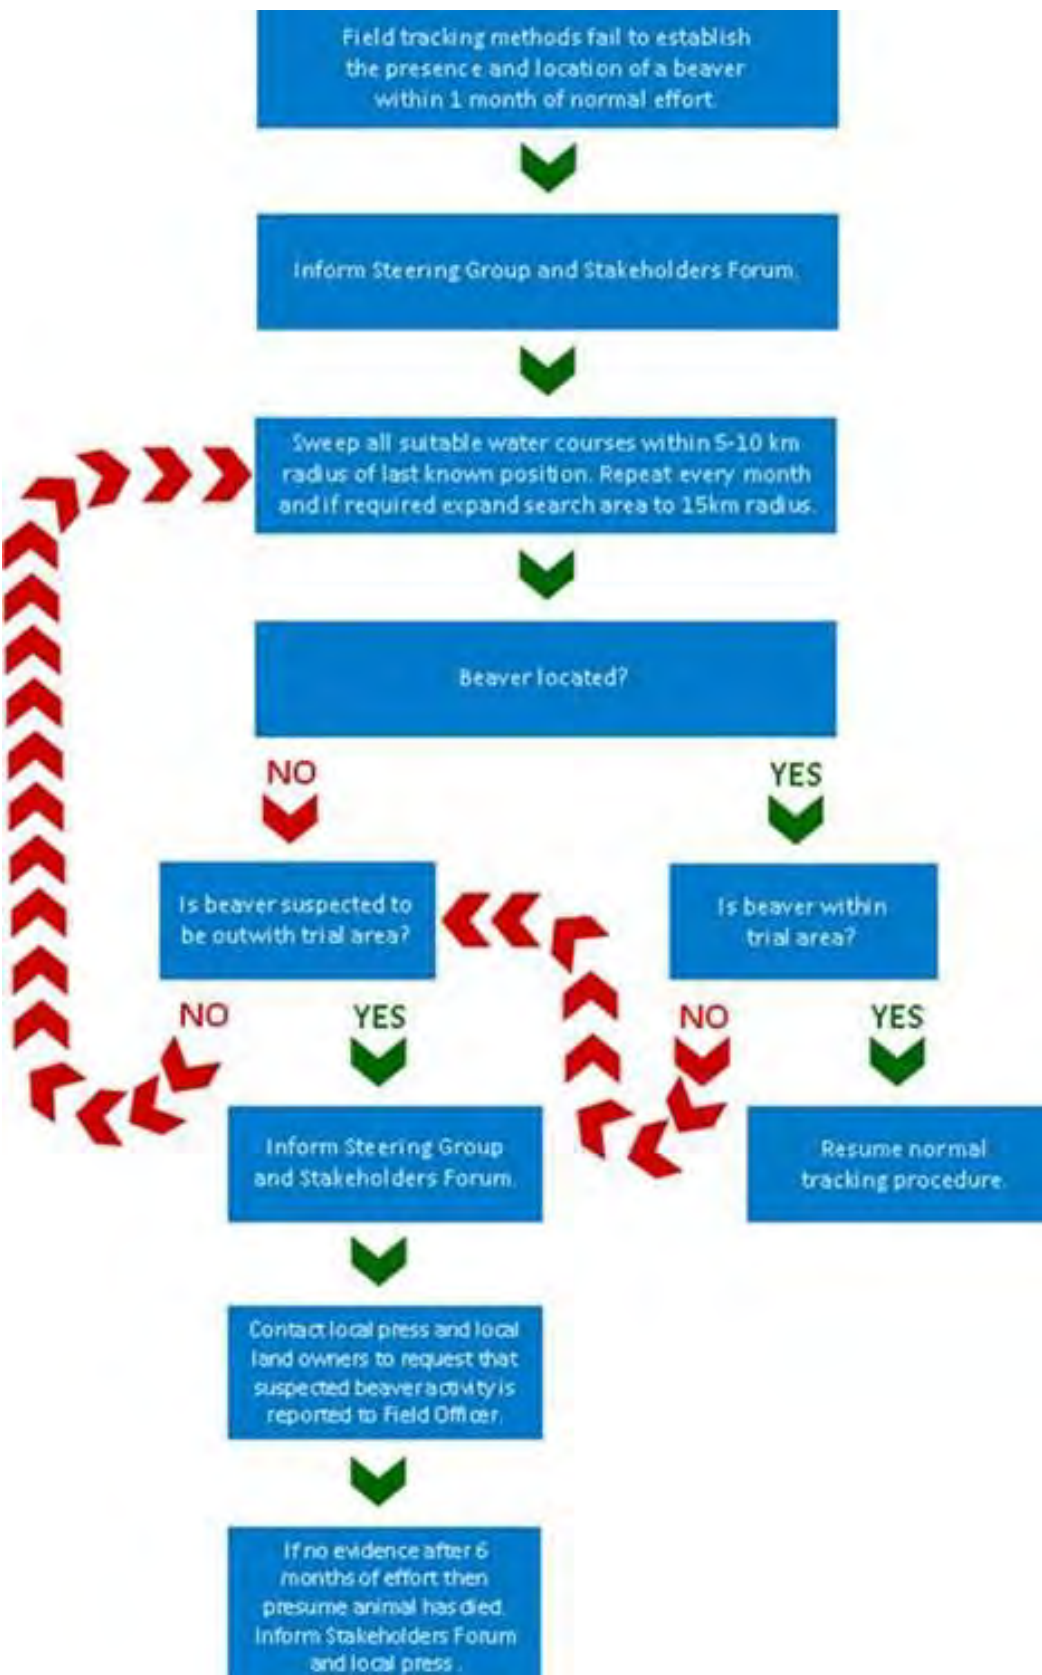 Field tracking methods fail to establish
the presence and location of a beaver
within 1 month of normal effort.
Inform Steering Group and Stakeholders Forum.
Sweep all suitable water courses within 5-10 km
radius of last known position. Repeat every month
and if required expand search area to 15km radius.
Beaver located?
NO
YES
Is beaver suspected to
be outwith trial area?
Is beaver within
trial area?
NO
YES
NO
YES
Inform Steering Group
and Stakeholders Forum.
Resume normal
tracking procedure.
Contact local press and local
land owners to request that
suspected beaver activity is
reported to Field Officer.
If no evidence after 6
months of effort then
presume animal has died.
Inform Stakeholders Forum
and local press .